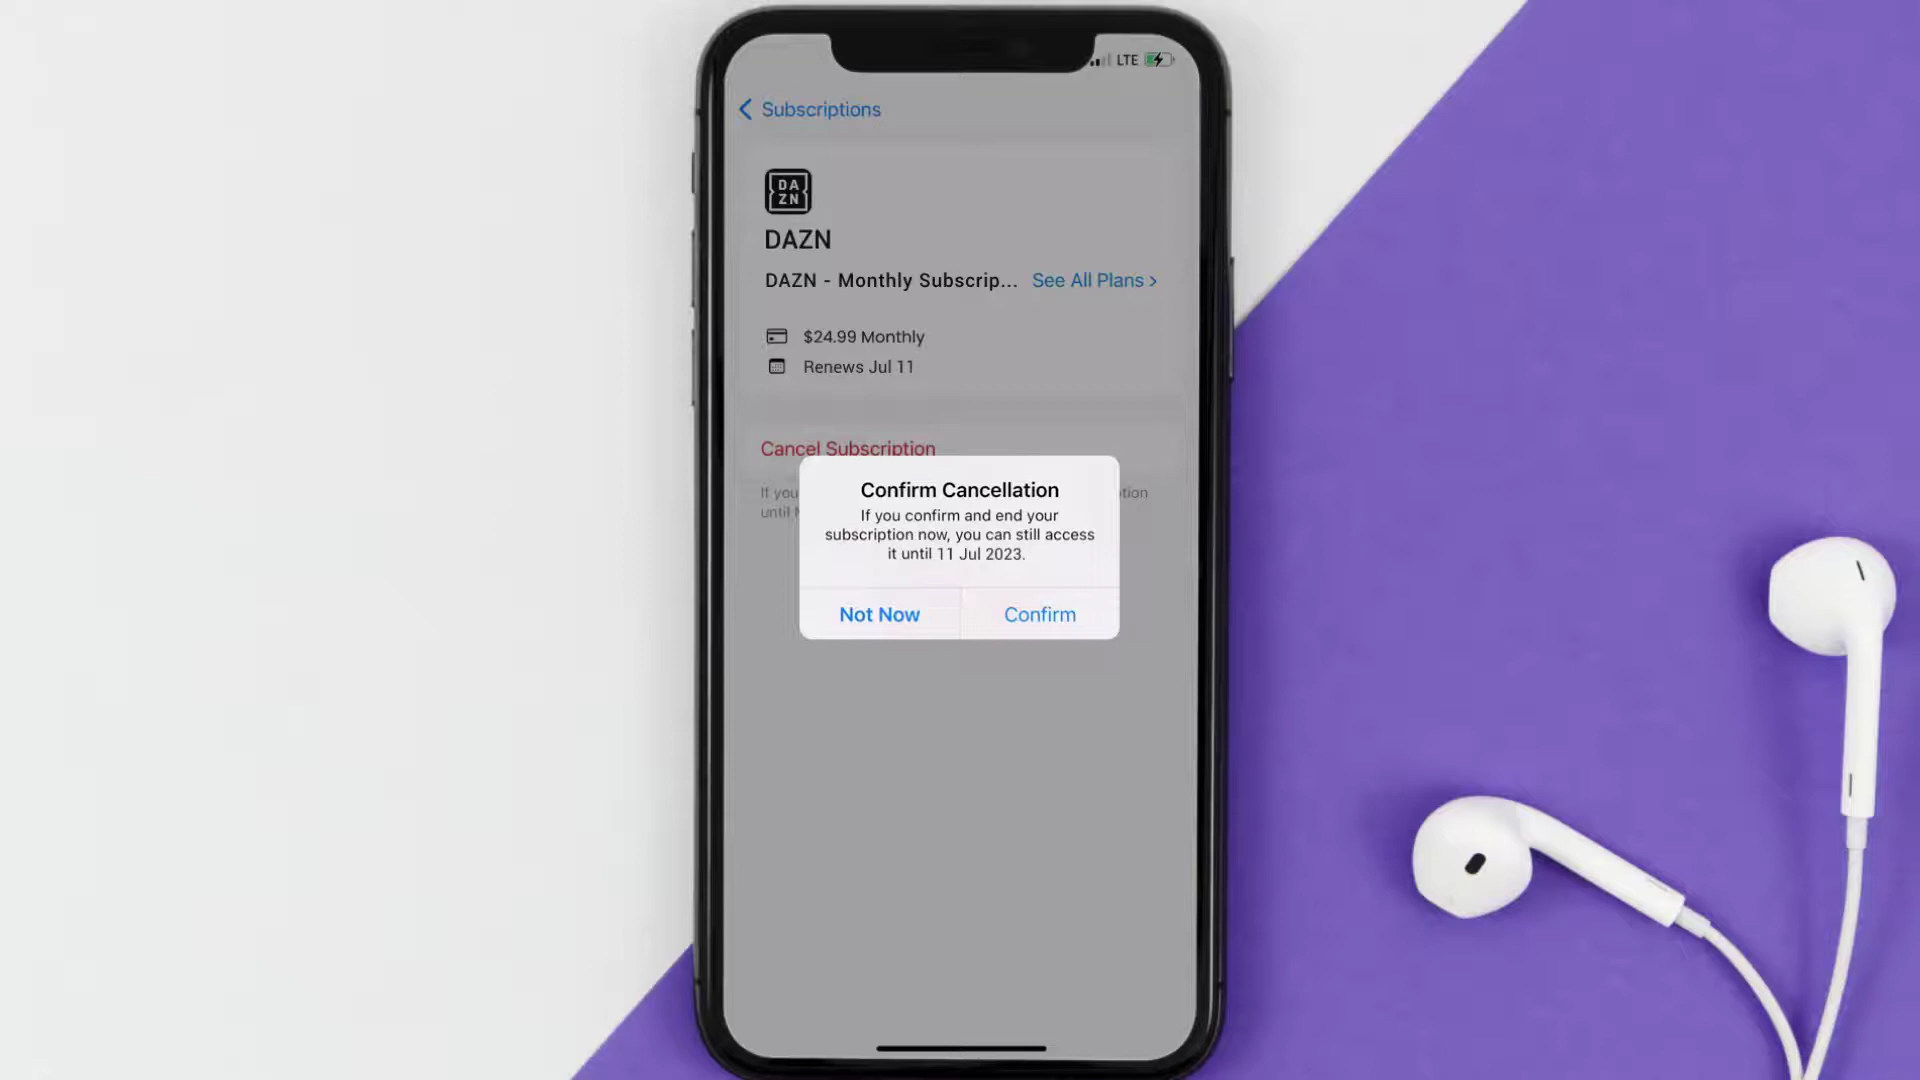 LTE
Subscriptions
DA
ZN
DAZN
DAZN - Monthly Subscrip... See All Plans >
$24.99 Monthly
Renews Jul 11
Cancel Subscription
If you
tion
until
Confirm Cancellation
If you confirm and end your
subscription now, you can still access
it until 11 Jul 2023.
Not Now Confirm